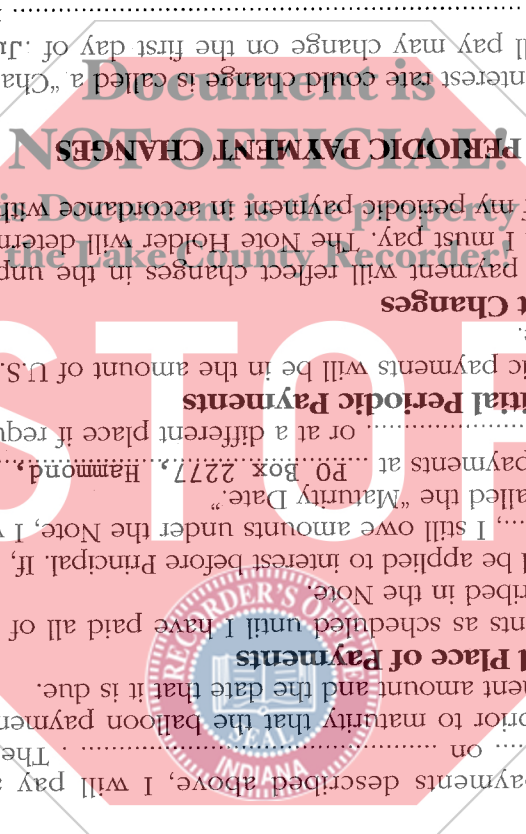 ayments described above, I will pay a
on .................................... . The
prior to maturity that the balloon paymen
ent amount and the date that it is due.
d Place of Payments
nts as scheduled until I have paid all of
ribed in the Note.
l be applied to interest before Principal. If,
..., I still owe amounts under the Note, I w
alled the "Maturity Date."
payments at ....PO Box 2277, Hammond,
.................. or at a different place if requ
itial Periodic Payments
ic payments will be in the amount of U.S.
e.
t Changes
payment will reflect changes in the unp
I must pay. The Note Holder will determ
my periodic payment in accordance with
PERIODIC PAYMENT CHANGES
interest rate could change is called a "Cha
ll pay may change on the first day of .Ju
Document is
NOT OFFICIAL!
is Document is the property
the Lake County Recorder!
STOP
RECORDER'S OFFICE
SEAL
INDIANA